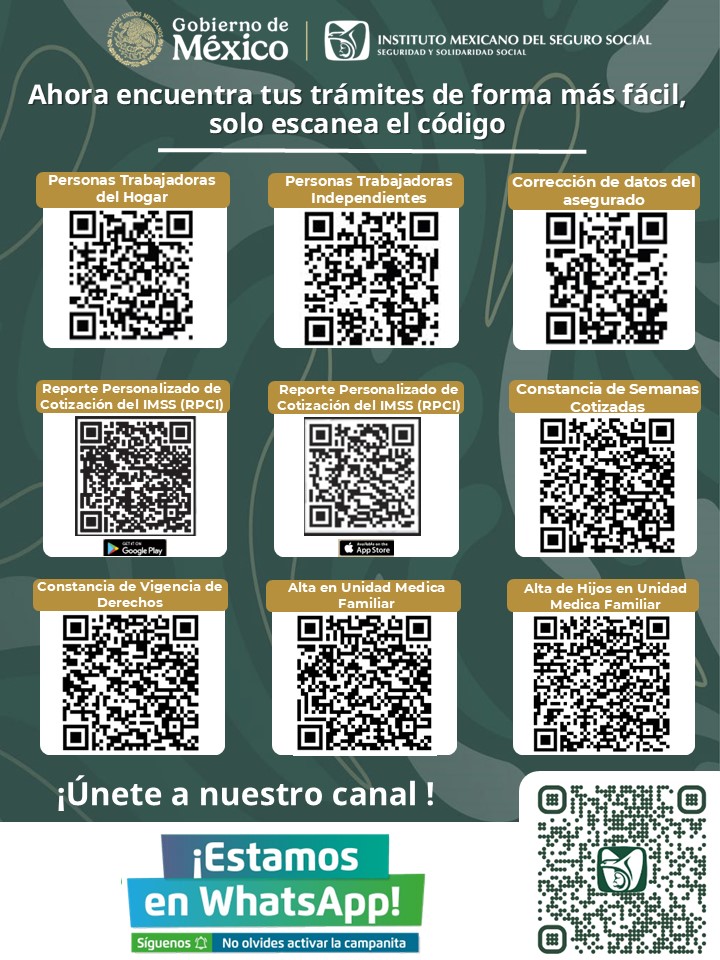 Gobierno de
México
INSTITUTO MEXICANO DEL SEGURO SOCIAL
SEGURIDAD Y SOLIDARIDAD SOCIAL
Ahora encuentra tus trámites de forma más fácil,
solo escanea el código
Personas Trabajadoras
del Hogar
Personas Trabajadoras
Independientes
Corrección de datos del
asegurado
Reporte Personalizado de
Cotización del IMSS (RPCI)
GET IT ON
Google Play
Reporte Personalizado de
Cotización del IMSS (RPCI)
Available on the
App Store
Constancia de Semanas
Cotizadas
Constancia de Vigencia de
Derechos
Alta en Unidad Medica
Familiar
Alta de Hijos en Unidad
Medica Familiar
¡Únete a nuestro canal !
¡Estamos
en WhatsApp!
Síguenos
No olvides activar la campanita
IMSS